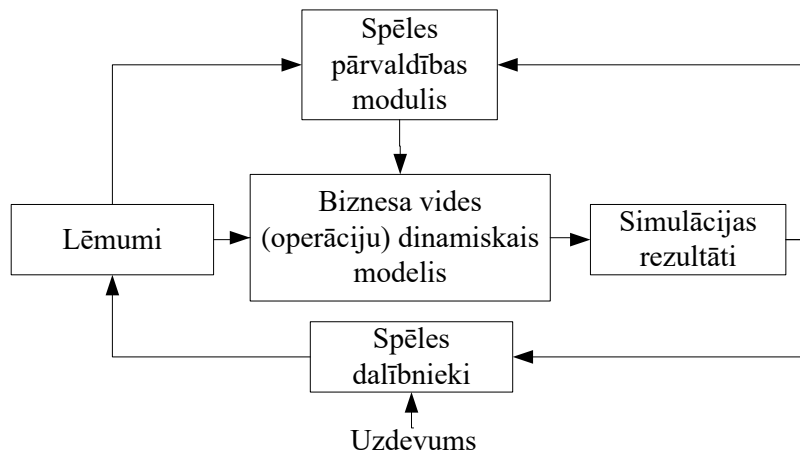 Spēles
pārvaldības
modulis
Lēmumi
Biznesa vides
(operāciju) dinamiskais
modelis
Simulācijas
rezultāti
Spēles
dalībnieki
Uzdevums